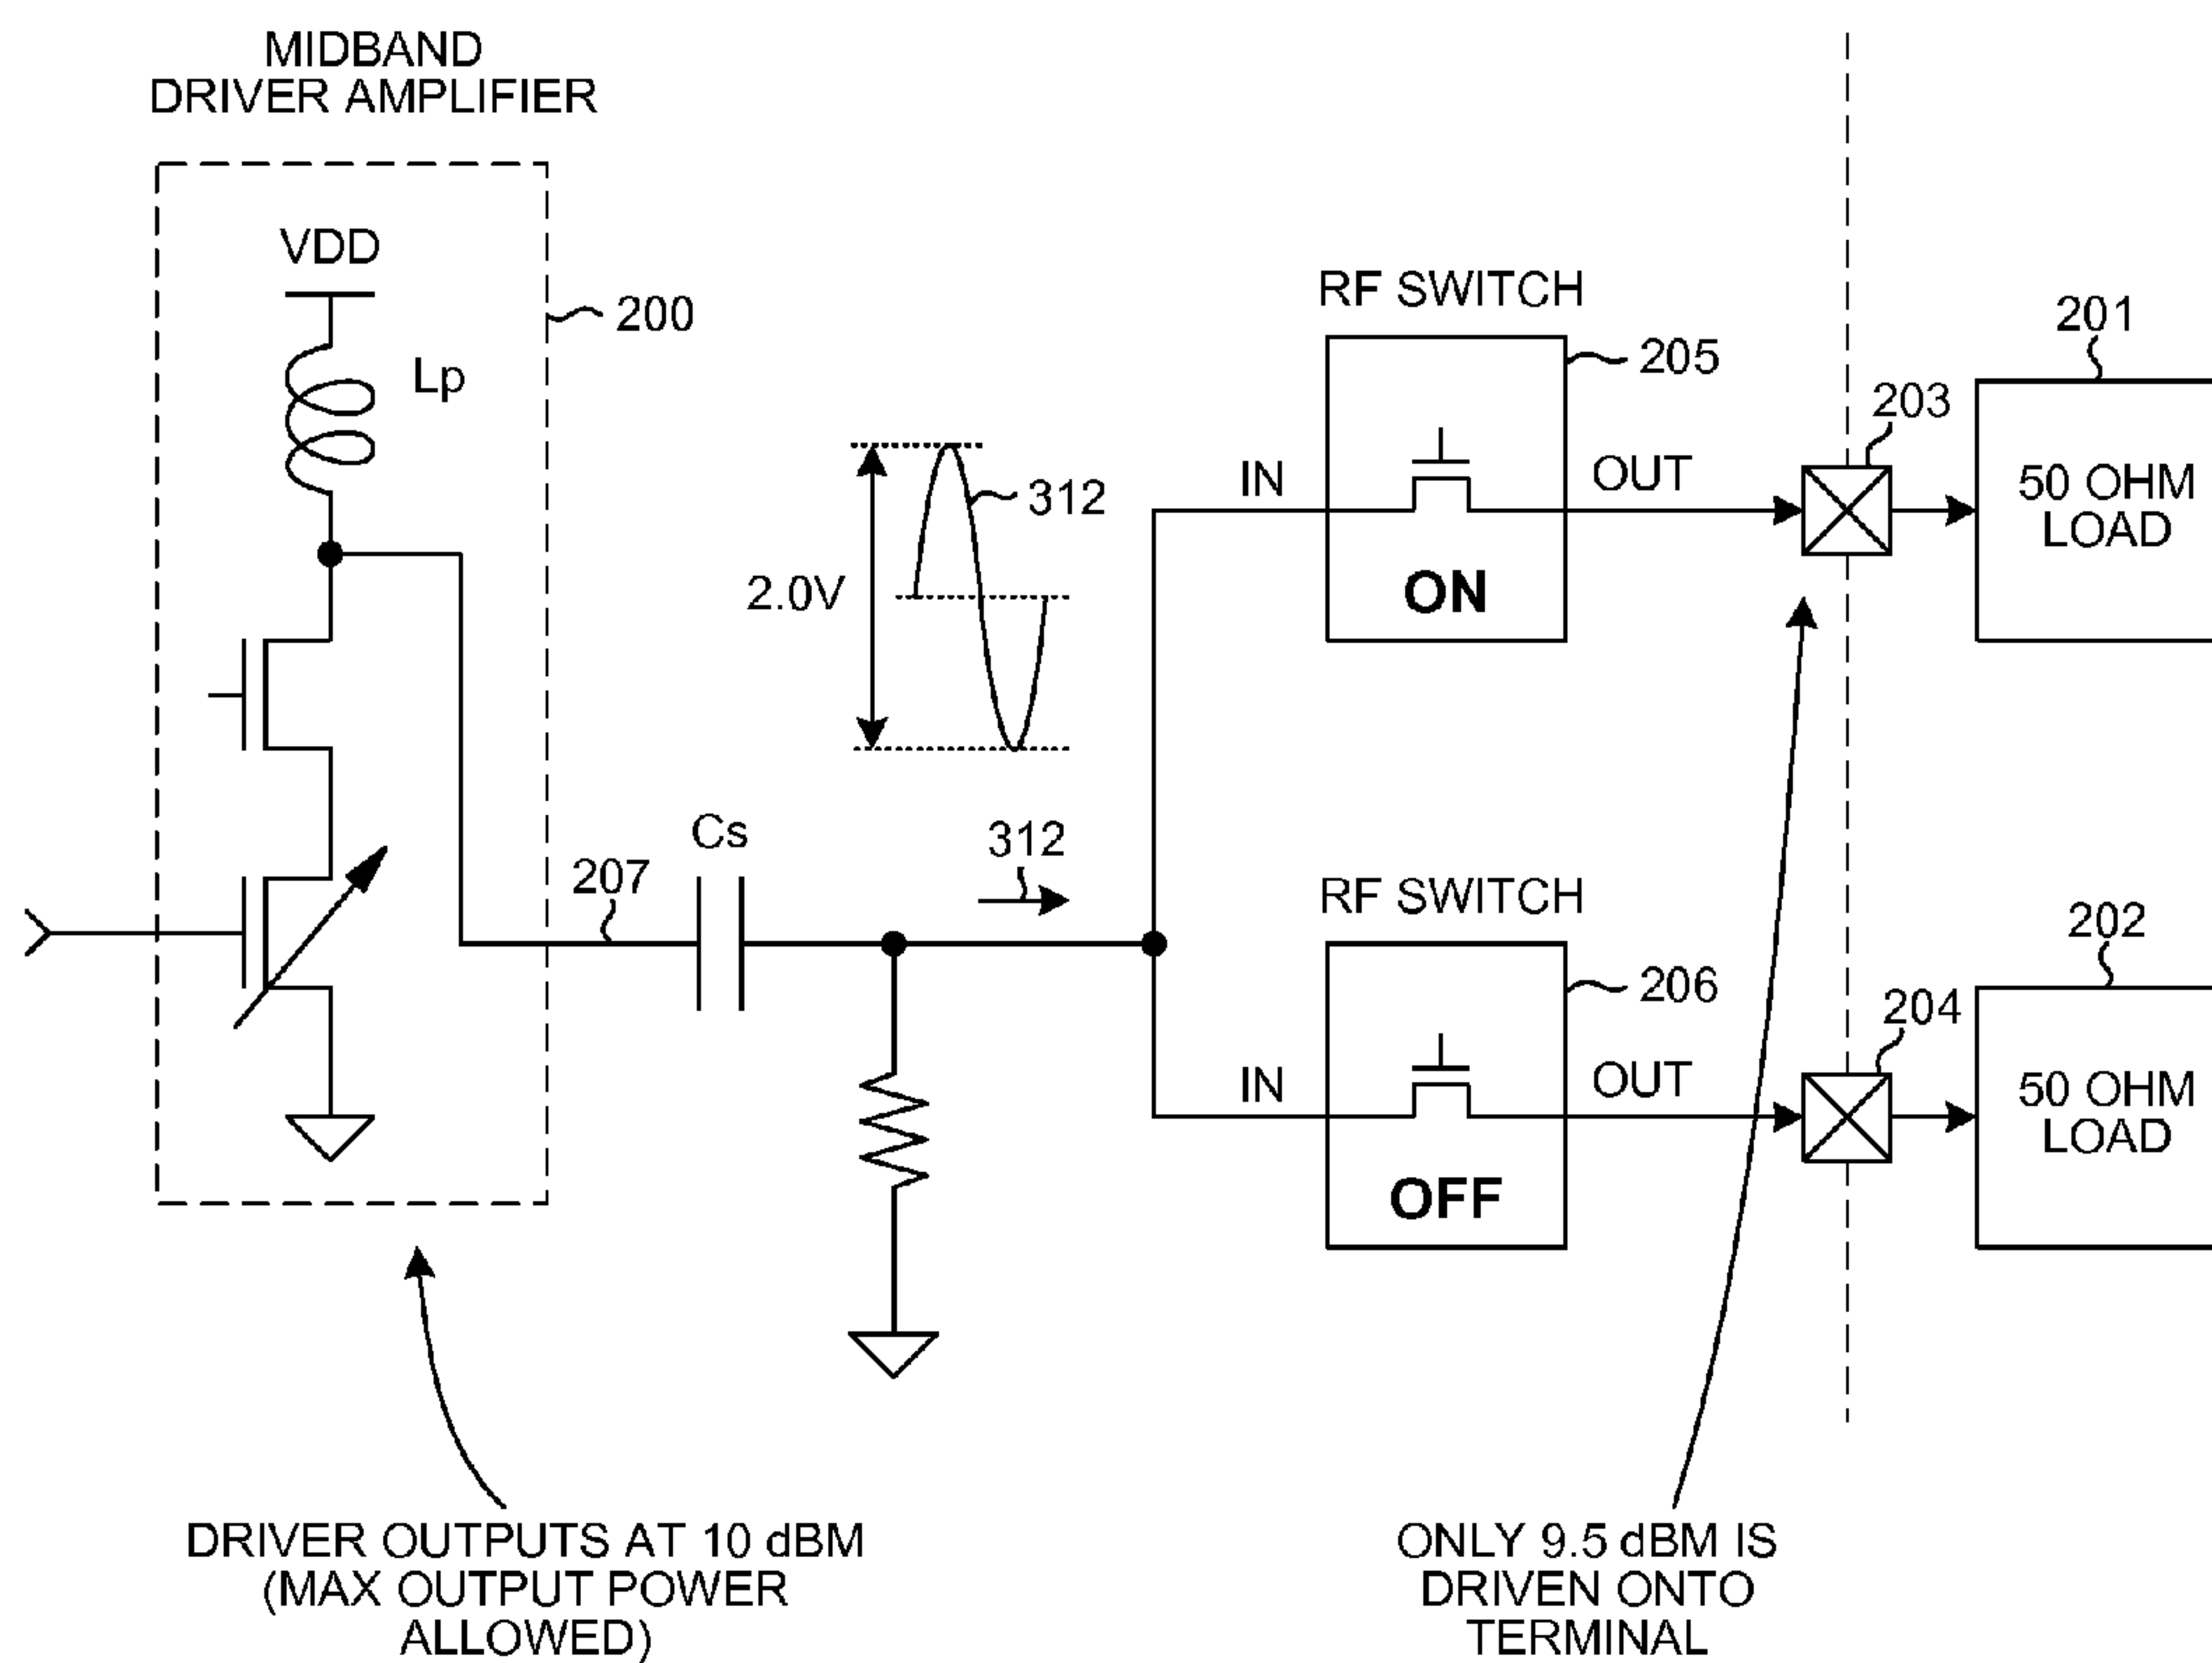 MIDBAND
DRIVER AMPLIFIER
VDD
200
Lp
2.0V
312
RF SWITCH
205
IN
OUT
ON
203
201
50 OHM
LOAD
Cs
207
312
RF SWITCH
206
IN
OUT
OFF
204
202
50 OHM
LOAD
DRIVER OUTPUTS AT 10 dBM
(MAX OUTPUT POWER
ALLOWED)
ONLY 9.5 dBM IS
DRIVEN ONTO
TERMINAL